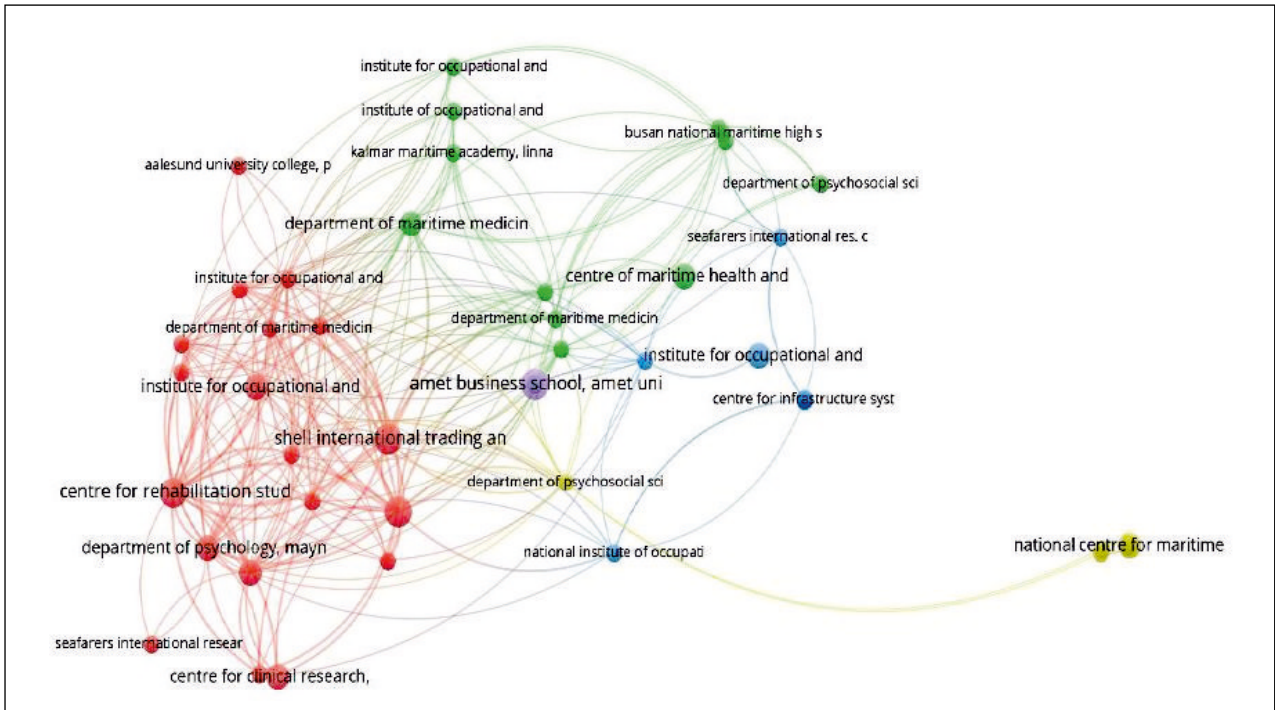 institute for occupational and
institute of occupational and
busan national maritime high s
kalmar maritime academy, linna
aalesund university college, p
department of psychosocial sci
department of maritime medicin
seafarers international res. c
institute for occupational and
centre of maritime health and
department of maritime medicin
department of maritime medicin
institute for occupational and
institute for occupational and
amet business school, amet uni
centre for infrastructure syst
shell international trading an
department of psychosocial sci
centre for rehabilitation stud
department of psychology, mayn
national institute of occupati
national centre for maritime
seafarers international resear
centre for clinical research,